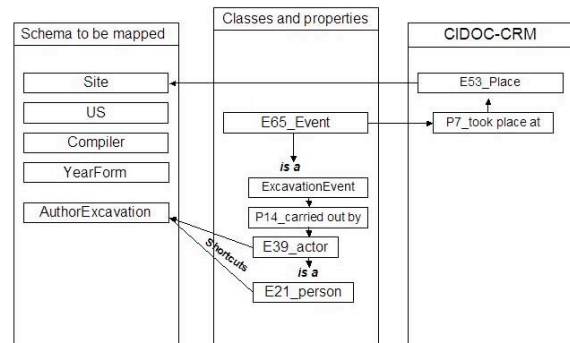 Schema to be mapped
Site
US
Compiler
YearForm
AuthorExcavation
Classes and properties
E65_Event
is a
ExcavationEvent
P14_carried out by
E39_actor
is a
E21_person
Shortcuts
CIDOC-CRM
E53_Place
P7_took place at